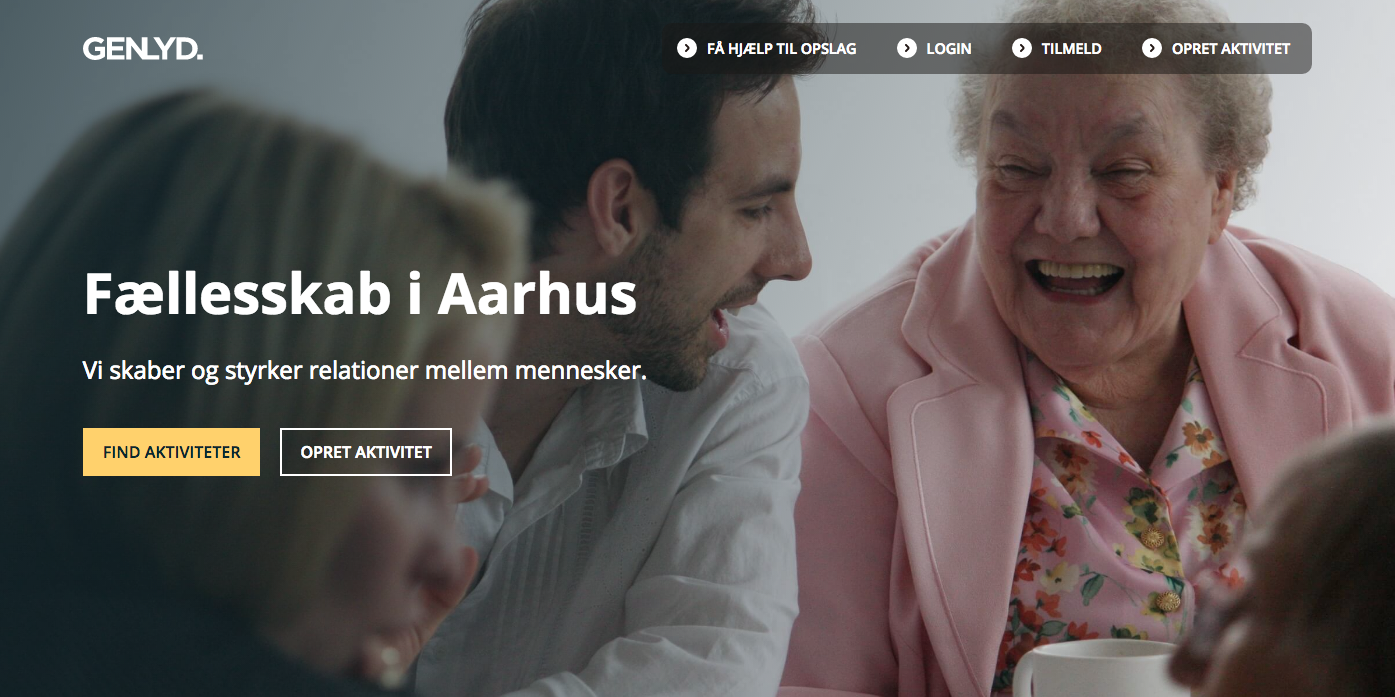 GENLYD.
FÅ HJÆLP TIL OPSLAG
LOGIN
TILMELD
OPRET AKTIVITET
Fællesskab i Aarhus
Vi skaber og styrker relationer mellem mennesker.
FIND AKTIVITETER
OPRET AKTIVITET